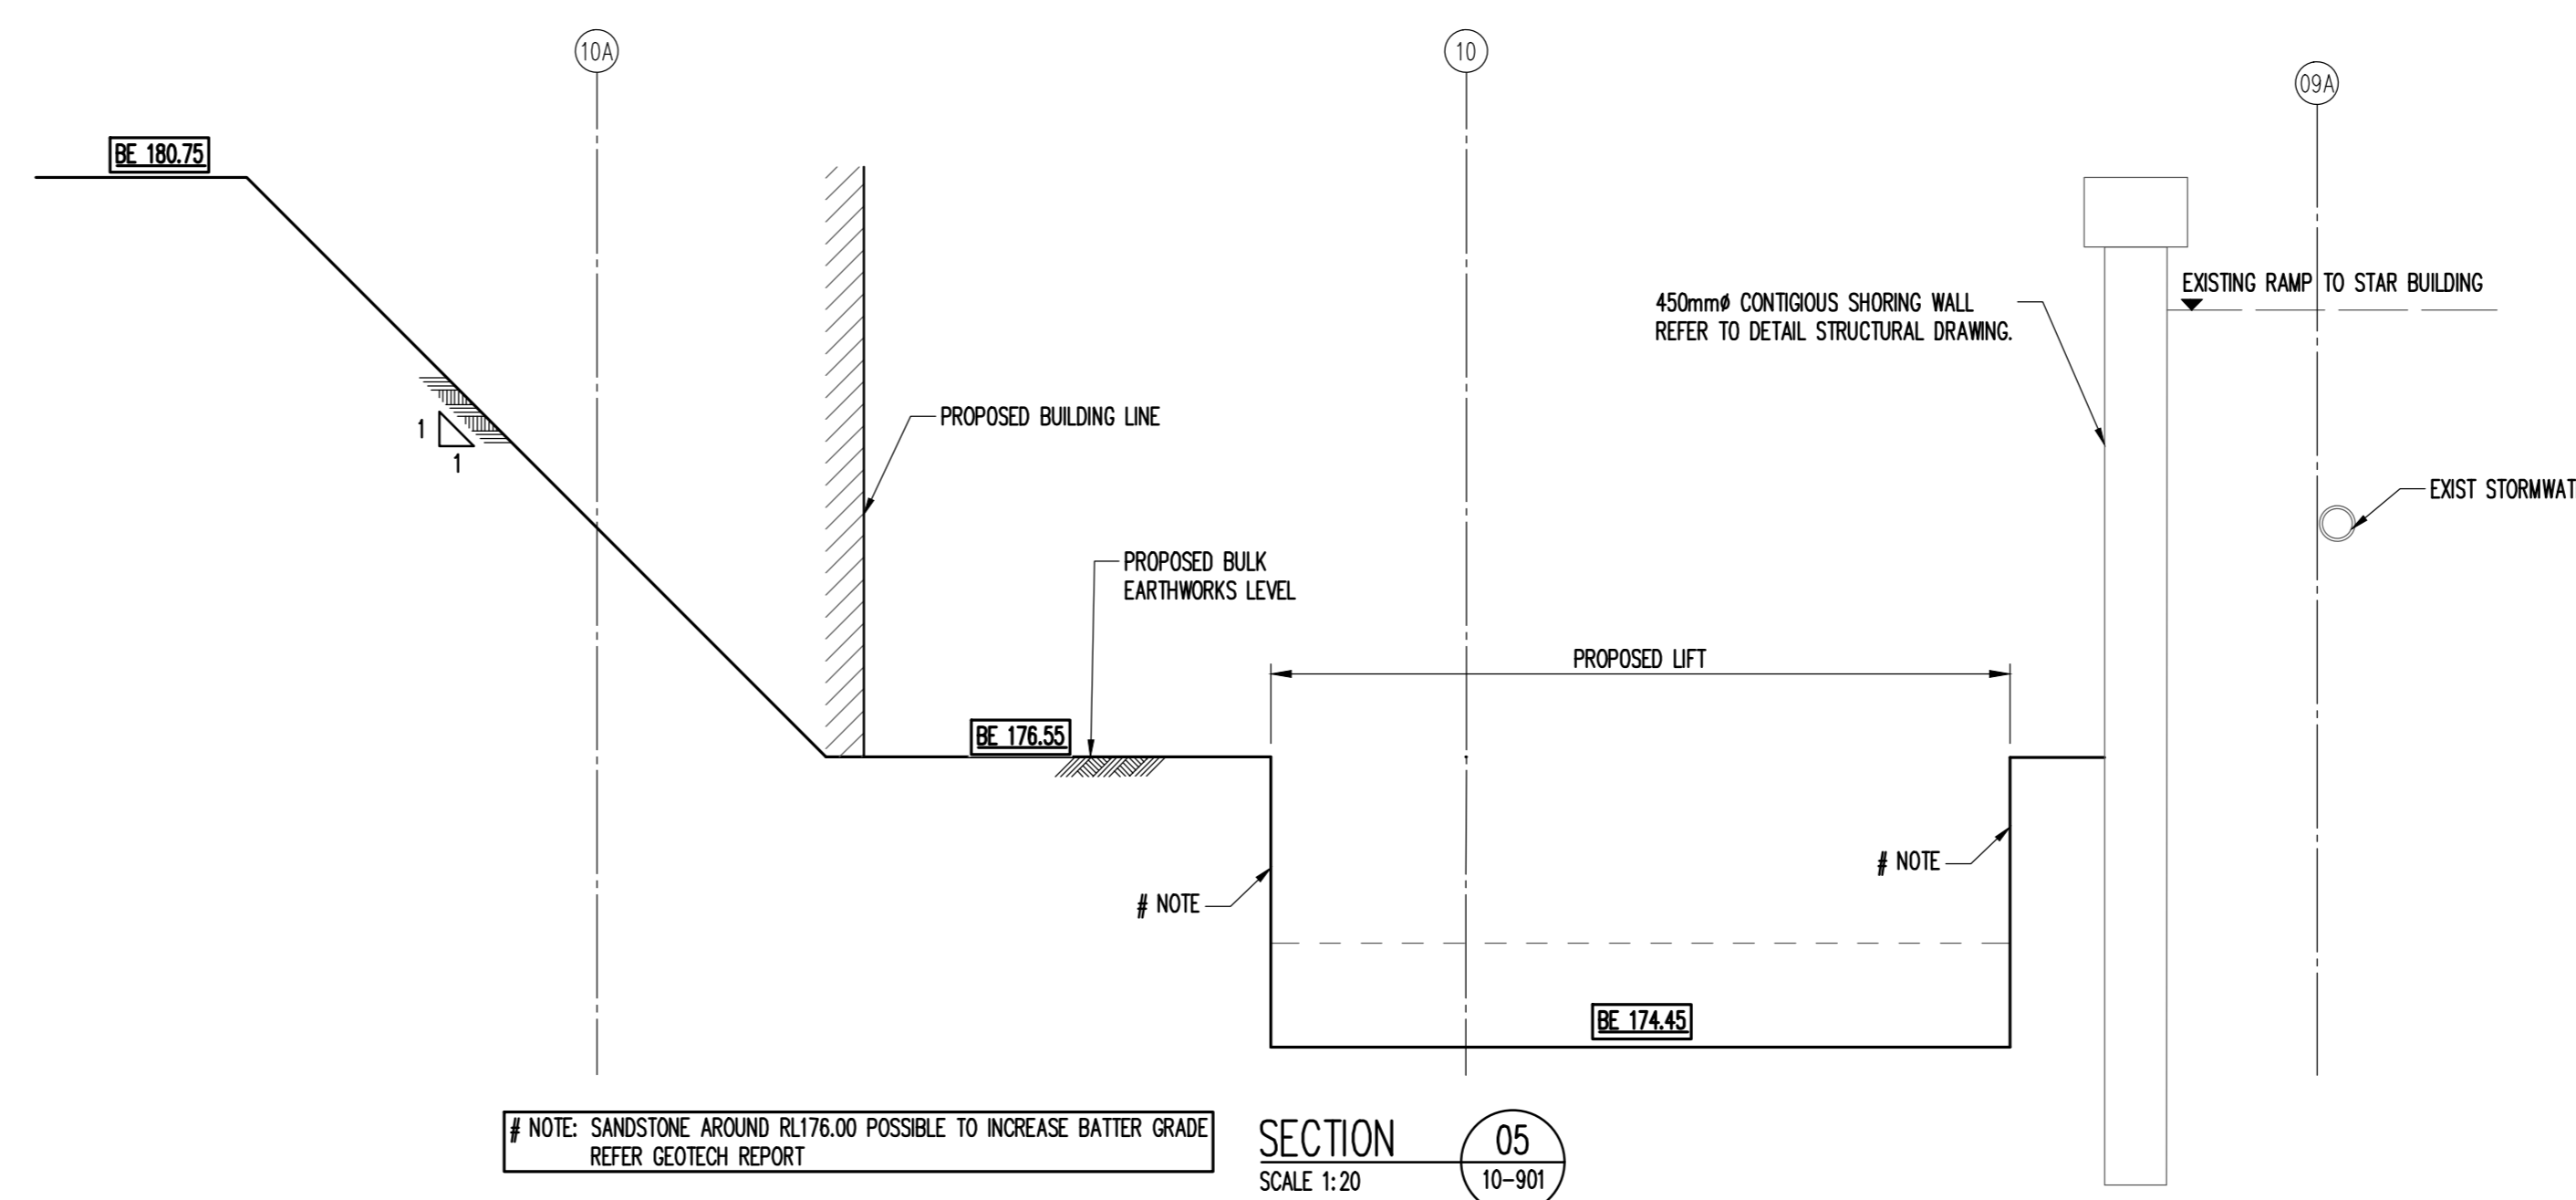 10A
10
09A
BE 180.75
EXISTING RAMP TO STAR BUILDING
450mmø CONTIGIOUS SHORING WALL
REFER TO DETAIL STRUCTURAL DRAWING.
PROPOSED BUILDING LINE
1
1
EXIST
PROPOSED BULK
EARTHWORKS LEVEL
PROPOSED LIFT
BE 176.55
# NOTE
# NOTE
BE 174.45
# NOTE: SANDSTONE AROUND RL176.00 POSSIBLE TO INCREASE BATTER GRADE
REFER GEOTECH REPORT
SECTION
SCALE 1:20
05
10-901